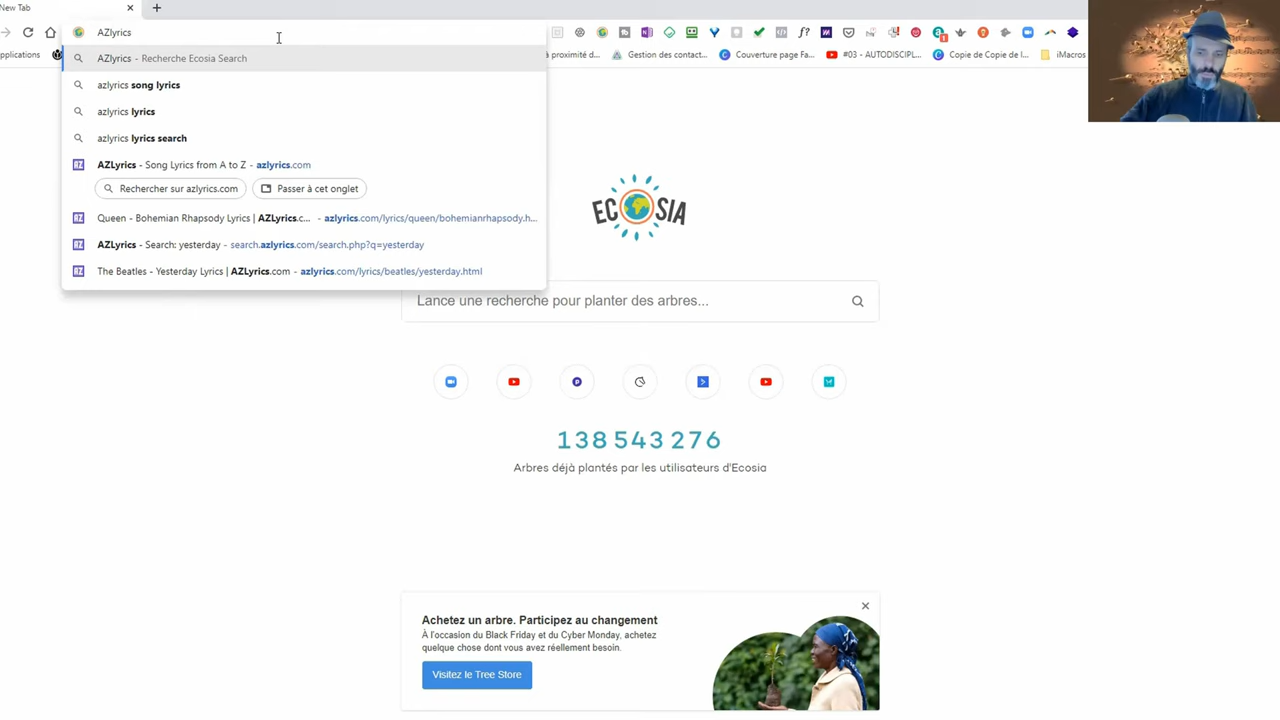 New Tab
AZlyrics
AZlyrics - Recherche Ecosia Search
azlyrics song lyrics
azlyrics lyrics
azlyrics lyrics search
AZLyrics - Song Lyrics from A to Z - azlyrics.com
Rechercher sur azlyrics.com
Passer à cet onglet
Queen - Bohemian Rhapsody Lyrics | AZLyrics.c... - azlyrics.com/lyrics/queen/bohemianrhapsody.h...
AZLyrics - Search: yesterday - search.azlyrics.com/search.php?q=yesterday
The Beatles - Yesterday Lyrics | AZLyrics.com - azlyrics.com/lyrics/beatles/yesterday.html
pplications
à proximité d...
Gestion des contact...
Couverture page Fa...
#03 - AUTODISCIPL...
Copie de Copie de l...
iMacros
ECOSIA
Lance une recherche pour planter des arbres...
138 543 276
Arbres déjà plantés par les utilisateurs d'Ecosia
Achetez un arbre. Participez au changement
À l'occasion du Black Friday et du Cyber Monday, achetez
quelque chose dont vous avez réellement besoin.
Visitez le Tree Store